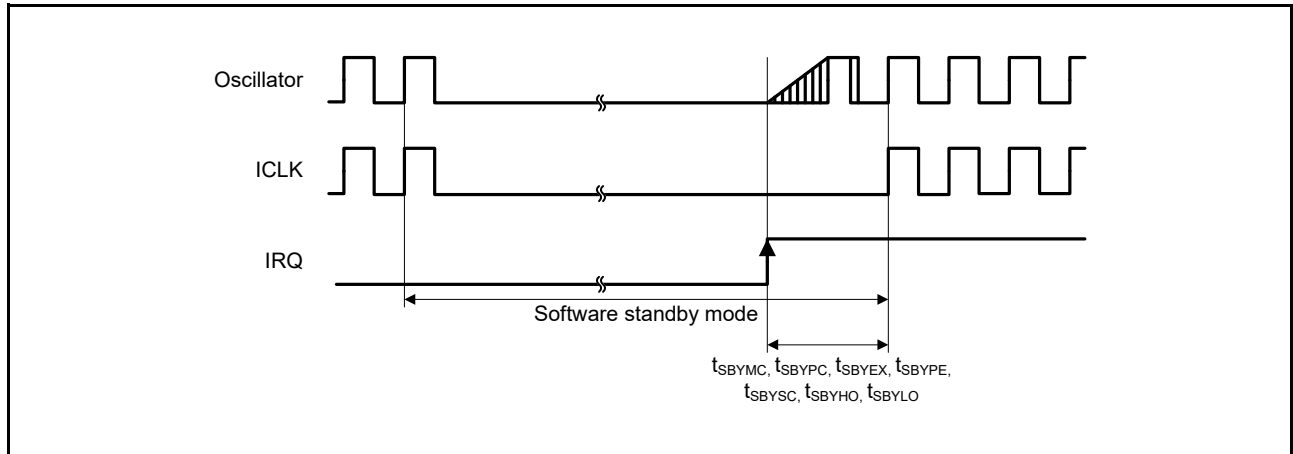 Oscillator
ICLK
IRQ
Software standby mode
tSBYMC, tSBYPC, tSBYEX, tSBYPE,
tSBYSC, tSBYHO, tSBYLO